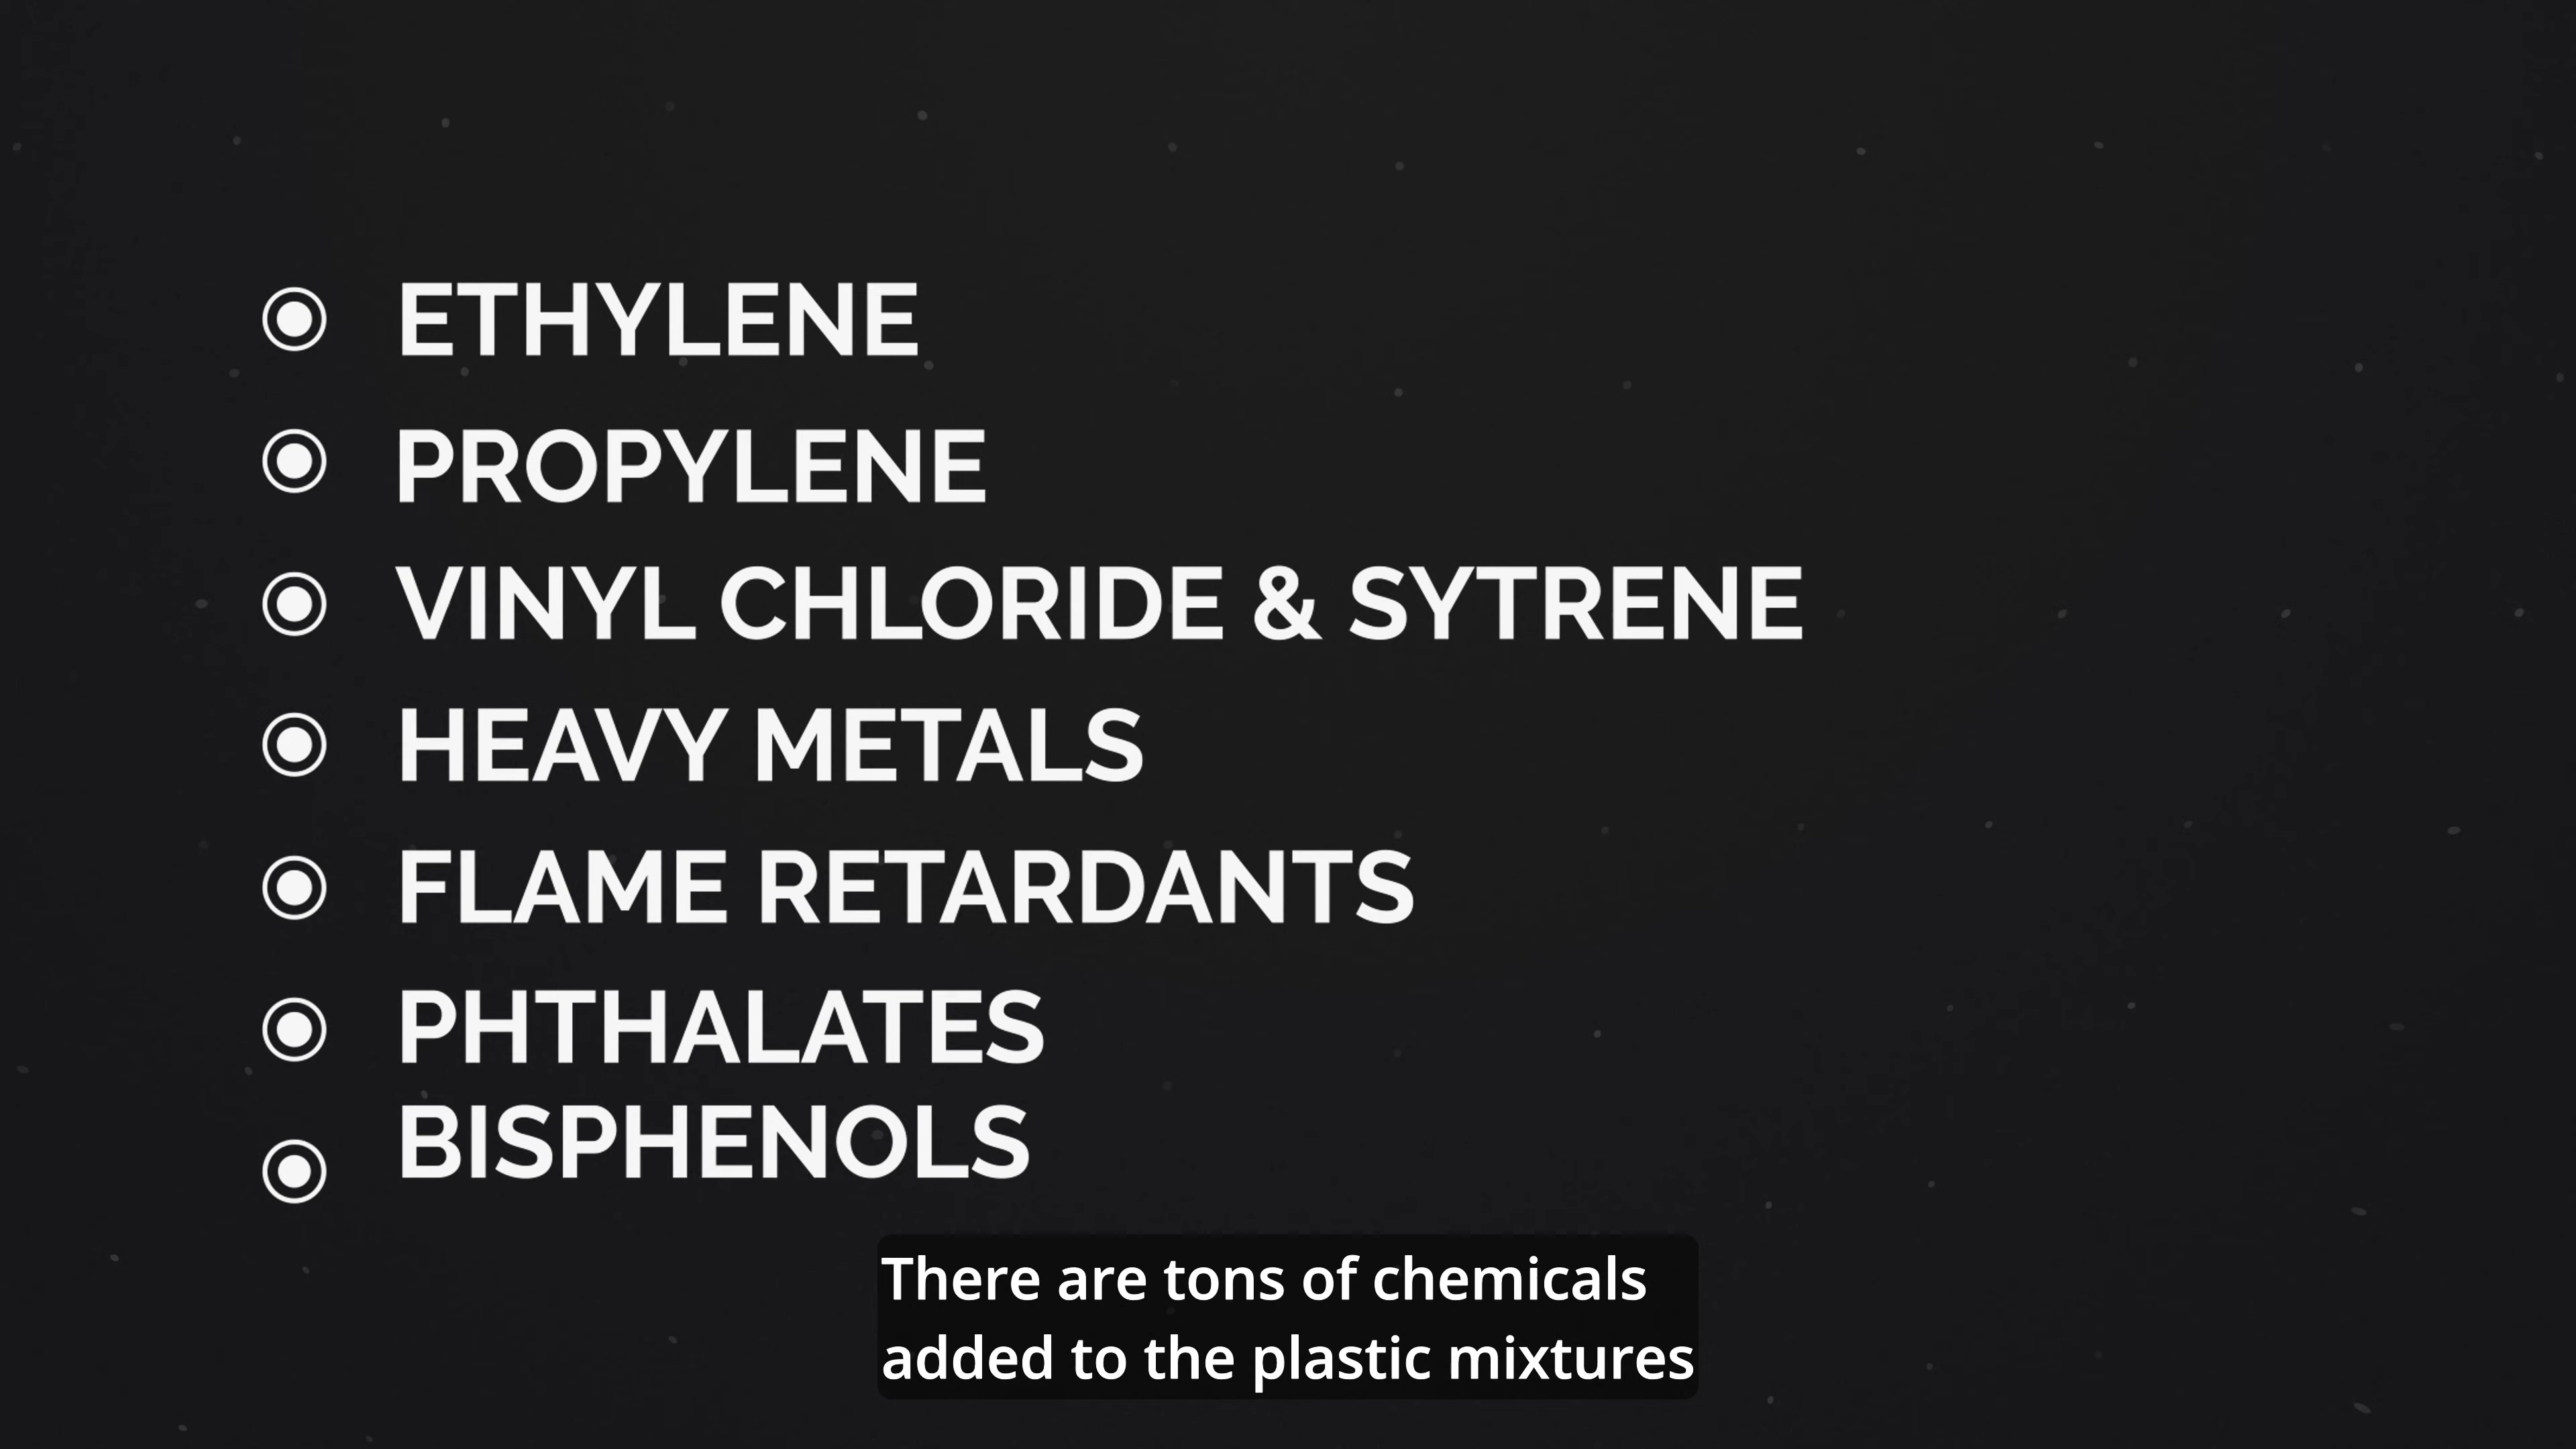 ETHYLENE
PROPYLENE
VINYL CHLORIDE & SYTRENE
HEAVY METALS
FLAME RETARDANTS
PHTHALATES
BISPHENOLS
There are tons of chemicals
added to the plastic mixtures